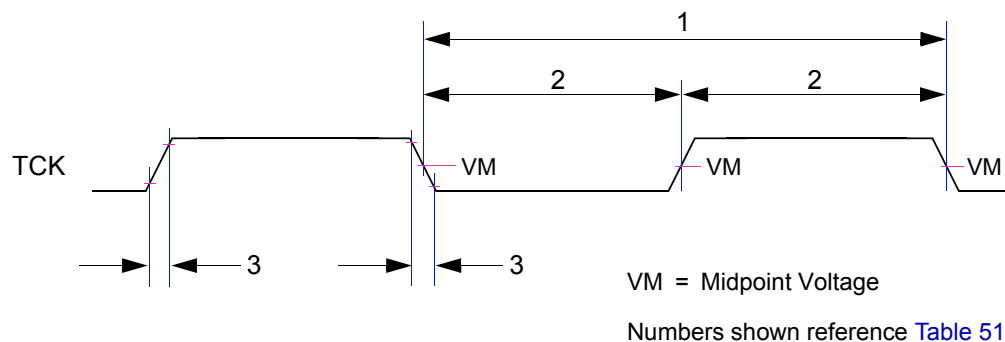 1
2
2
TCK
VM
VM
VM
3
3
VM = Midpoint Voltage
Numbers shown reference Table 51